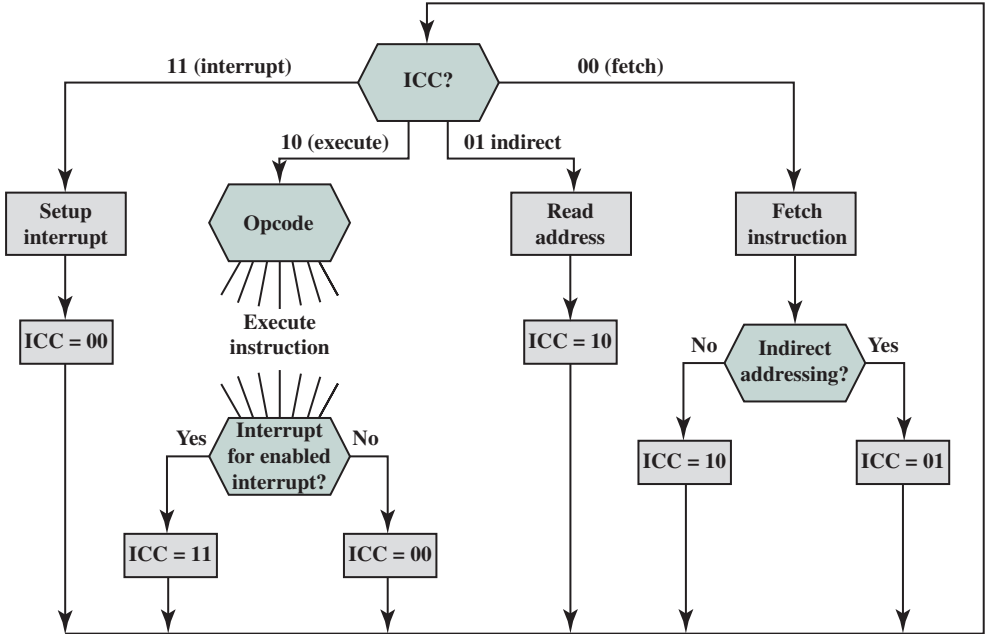 ICC?
11 (interrupt)
00 (fetch)
10 (execute)
01 indirect
Setup
interrupt
Opcode
Read
address
Fetch
instruction
ICC = 00
Execute
instruction
ICC = 10
No
Indirect
addressing?
Yes
Yes
Interrupt
for enabled
interrupt?
No
ICC = 10
ICC = 01
ICC = 11
ICC = 00